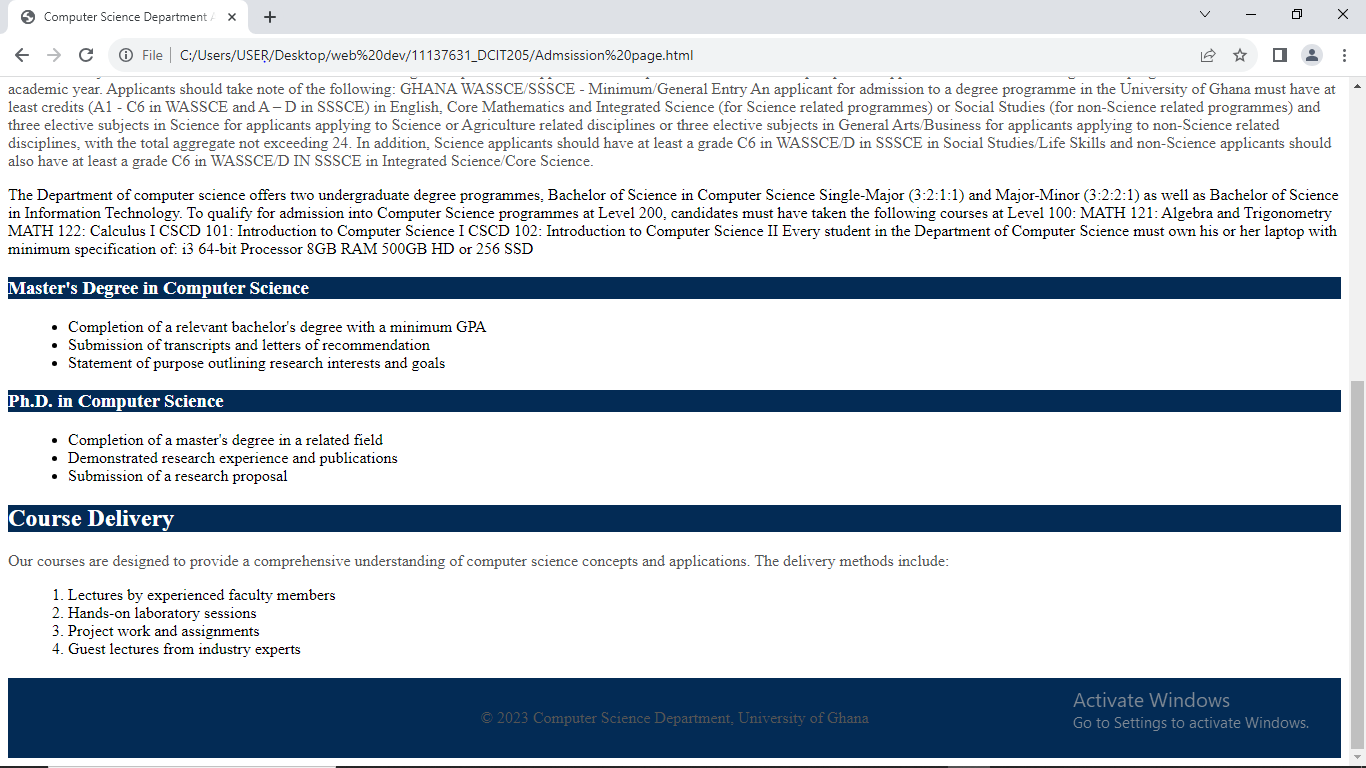 Computer Science Department A
File
C:/Users/USER/Desktop/web%20dev/11137631_DCIT205/Admsission%20page.html
academic year. Applicants should take note of the following: GHANA WASSCE/SSSCE - Minimum/General Entry An applicant for admission to a degree programme in the University of Ghana must have at
least credits (A1 - C6 in WASSCE and A – D in SSSCE) in English, Core Mathematics and Integrated Science (for Science related programmes) or Social Studies (for non-Science related programmes) and
three elective subjects in Science for applicants applying to Science or Agriculture related disciplines or three elective subjects in General Arts/Business for applicants applying to non-Science related
disciplines, with the total aggregate not exceeding 24. In addition, Science applicants should have at least a grade C6 in WASSCE/D in SSSCE in Social Studies/Life Skills and non-Science applicants should
also have at least a grade C6 in WASSCE/D IN SSSCE in Integrated Science/Core Science.
The Department of computer science offers two undergraduate degree programmes, Bachelor of Science in Computer Science Single-Major (3:2:1:1) and Major-Minor (3:2:2:1) as well as Bachelor of Science
in Information Technology. To qualify for admission into Computer Science programmes at Level 200, candidates must have taken the following courses at Level 100: MATH 121: Algebra and Trigonometry
MATH 122: Calculus I CSCD 101: Introduction to Computer Science I CSCD 102: Introduction to Computer Science II Every student in the Department of Computer Science must own his or her laptop with
minimum specification of: i3 64-bit Processor 8GB RAM 500GB HD or 256 SSD
Master's Degree in Computer Science
• Completion of a relevant bachelor's degree with a minimum GPA
• Submission of transcripts and letters of recommendation
• Statement of purpose outlining research interests and goals
Ph.D. in Computer Science
• Completion of a master's degree in a related field
• Demonstrated research experience and publications
• Submission of a research proposal
Course Delivery
Our courses are designed to provide a comprehensive understanding of computer science concepts and applications. The delivery methods include:
1. Lectures by experienced faculty members
2. Hands-on laboratory sessions
3. Project work and assignments
4. Guest lectures from industry experts
© 2023 Computer Science Department, University of Ghana
Activate Windows
Go to Settings to activate Windows.